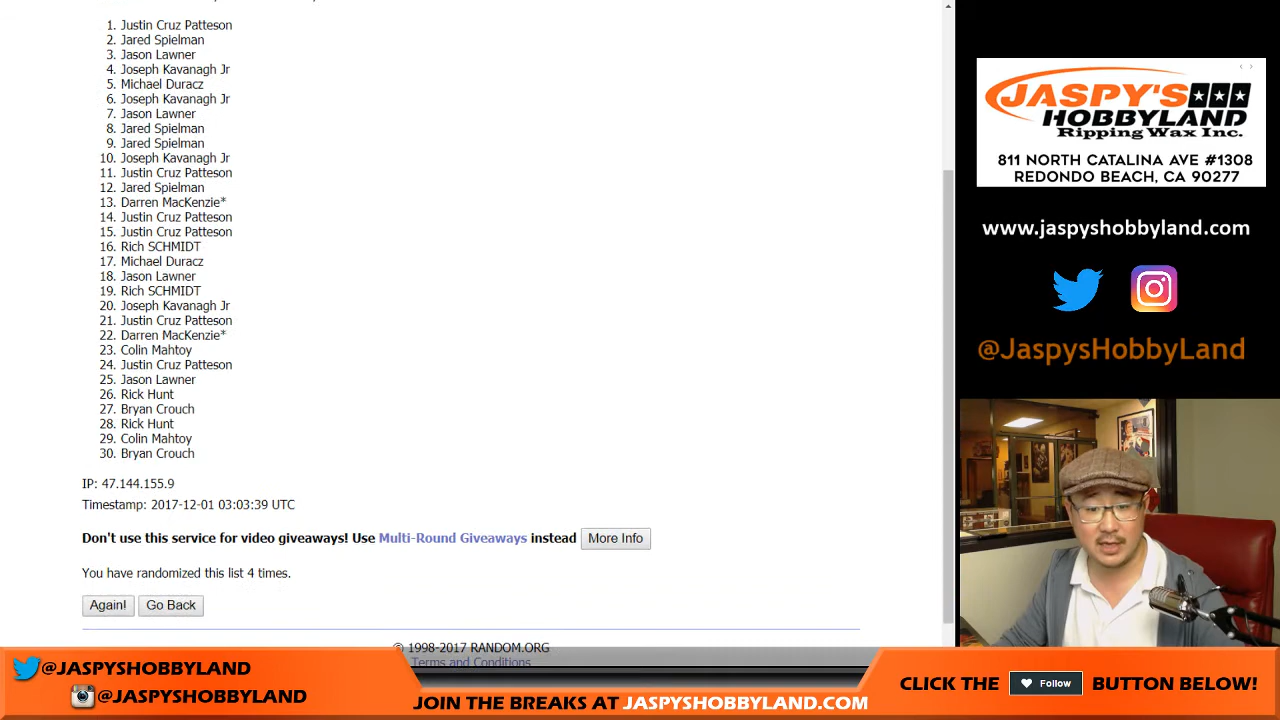 1. Justin Cruz Patteson
2. Jared Spielman
3. Jason Lawner
4. Joseph Kavanagh Jr
5. Michael Duracz
6. Joseph Kavanagh Jr
7. Jason Lawner
8. Jared Spielman
9. Jared Spielman
10. Joseph Kavanagh Jr
11. Justin Cruz Patteson
12. Jared Spielman
13. Darren MacKenzie*
14. Justin Cruz Patteson
15. Justin Cruz Patteson
16. Rich SCHMIDT
17. Michael Duracz
18. Jason Lawner
19. Rich SCHMIDT
20. Joseph Kavanagh Jr
21. Justin Cruz Patteson
22. Darren MacKenzie*
23. Colin Mahtoy
24. Justin Cruz Patteson
25. Jason Lawner
26. Rick Hunt
27. Bryan Crouch
28. Rick Hunt
29. Colin Mahtoy
30. Bryan Crouch
IP: 47.144.155.9
Timestamp: 2017-12-01 03:03:39 UTC
Don't use this service for video giveaways! Use Multi-Round Giveaways instead More Info
You have randomized this list 4 times.
Again! Go Back
© 1998-2017 RANDOM.ORG
Terms and Conditions
JASPY'S
HOBBYLAND
Ripping Wax Inc.
811 NORTH CATALINA AVE #1308
REDONDO BEACH, CA 90277
www.jaspyshobbyland.com
@JaspysHobbyLand
@JASPYSHOBBYLAND
@JASPYSHOBBYLAND
JOIN THE BREAKS AT JASPYSHOBBYLAND.COM
CLICK THE Follow BUTTON BELOW!